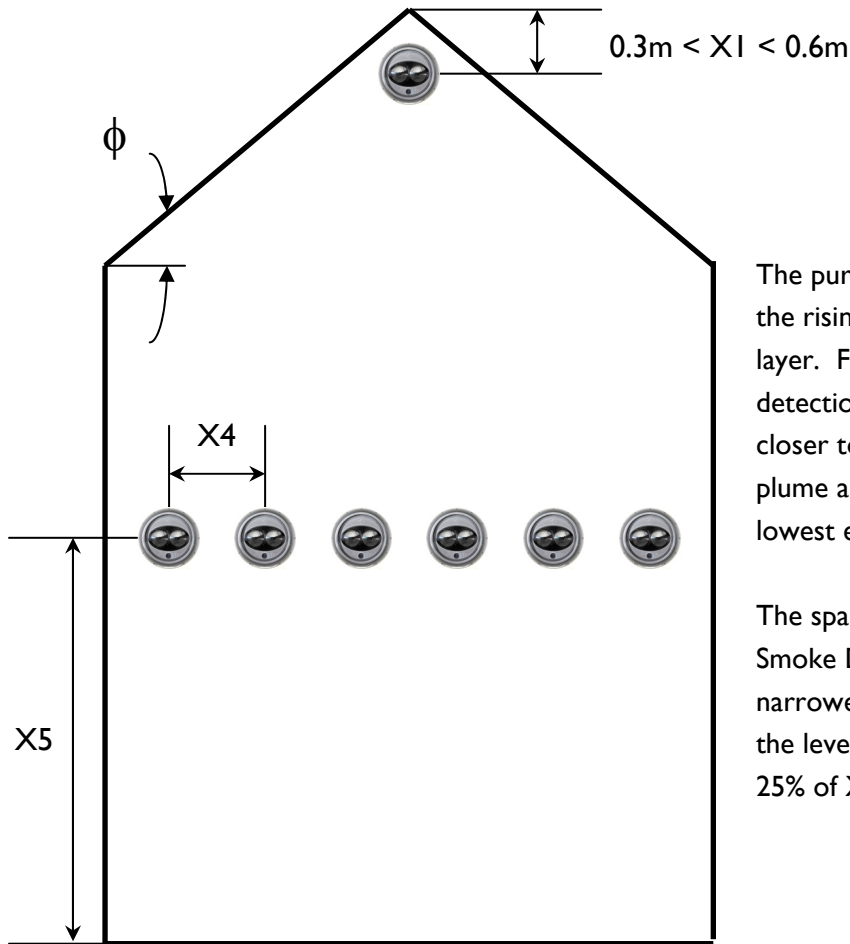 0.3m < X1 < 0.6m
ϕ
The pur
the risin
layer. F
detectio
closer to
plume a
lowest e
X4
The spa
Smoke D
narrowe
the leve
25% of X
X5